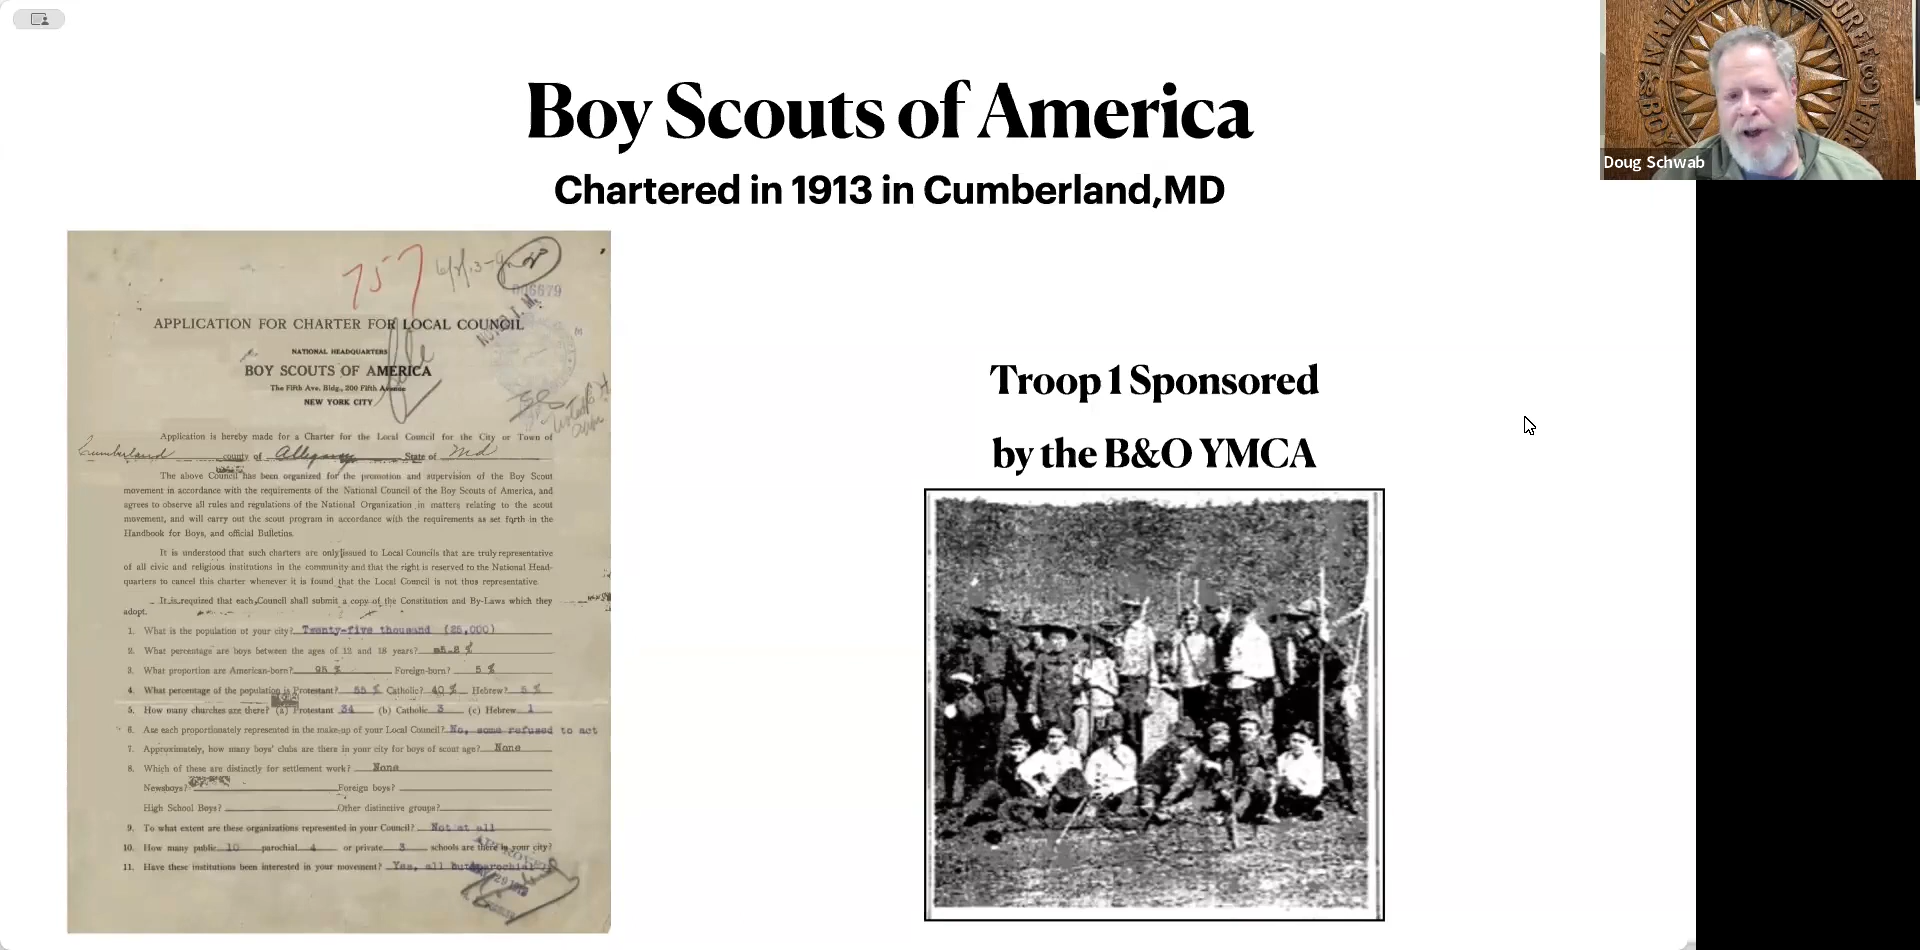 Boy Scouts of America
Chartered in 1913 in Cumberland,MD
Doug Schwab
757
APPLICATION FOR CHARTER FOR LOCAL COUNCIL
NATIONAL HEADQUARTERS
BOY SCOUTS OF AMERICA
The Fifth Ave. Bldg., 200 Fifth Avenue
NEW YORK CITY
Application is hereby made for a Charter for the Local Council for the City or Town of
Cumberland county of Allegany State of Md
The above Council has been organized for the promotion and supervision of the Boy Scout
movement in accordance with the requirements of the National Council of the Boy Scouts of America, and
agrees to observe all rules and regulations of the National Organization in matters relating to the scout
movement, and will carry out the scout program in accordance with the requirements as set forth in the
Handbook for Boys, and official Bulletins.
It is understood that such charters are only issued to Local Councils that are truly representative
of all civic and religious institutions in the community and that the right is reserved to the National Head-
quarters to cancel this charter whenever it is found that the Local Council is not thus representative.
It is required that each Council shall submit a copy of the Constitution and By-Laws which they
adopt.
1. What is the population of your city? Twenty-five thousand (25,000)
2. What percentage are boys between the ages of 12 and 18 years?
3. What proportion are American-born? 95 % Foreign-born? 5 %
4. What percentage of the population is Protestant? 55 % Catholic? 40 % Hebrew? 5 %
5. How many churches are there? (a) Protestant 34 (b) Catholic 3 (c) Hebrew 1
6. Are each proportionately represented in the make-up of your Local Council? No, some refused to act
7. Approximately, how many boys' clubs are there in your city for boys of scout age? None
8. Which of these are distinctly for settlement work? None
Newsboys? Foreign boys?
High School Boys? Other distinctive groups?
9. To what extent are these organizations represented in your Council? Not at all
10. How many public 10 parochial 4 or private 3 schools are there in your city?
11. Have these institutions been interested in your movement? Yes, all but parochial
APPROVED
Troop 1 Sponsored
by the B&O YMCA